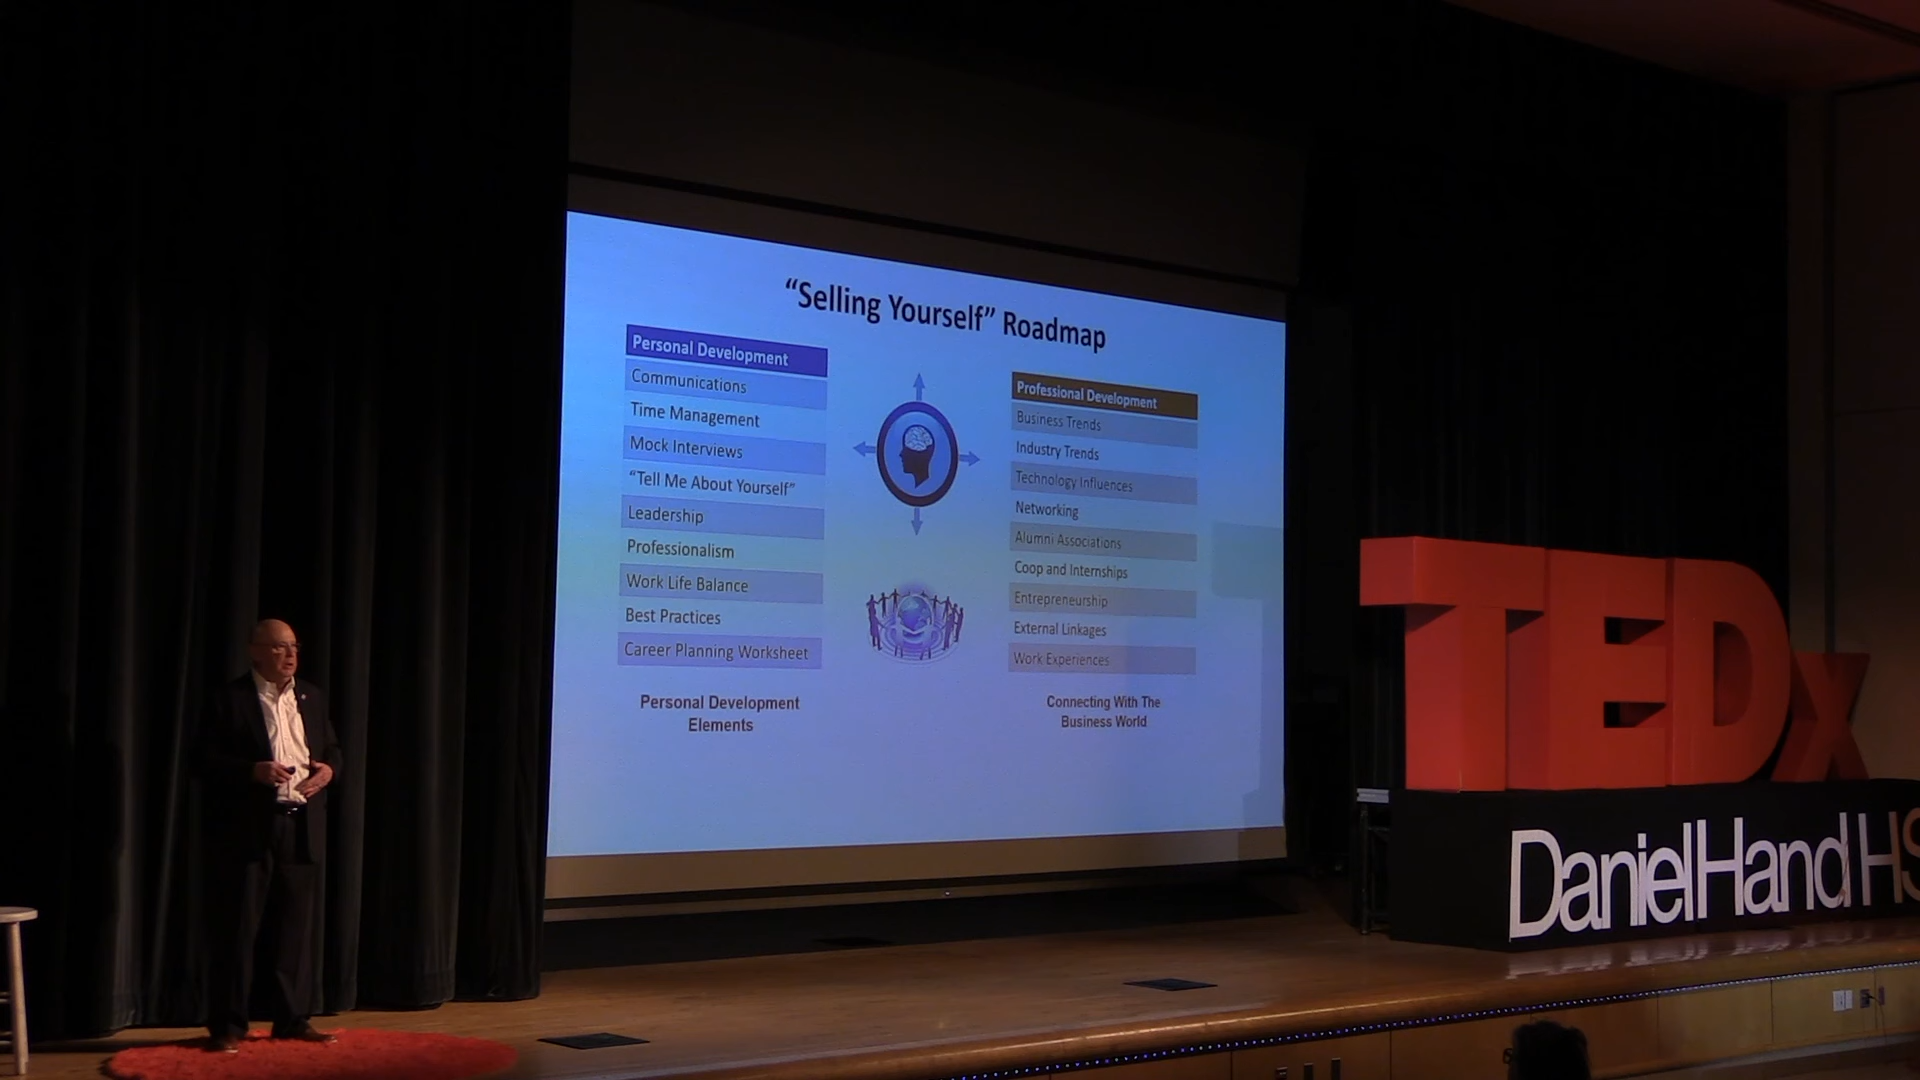 “Selling Yourself” Roadmap
Personal Development
Communications
Time Management
Mock Interviews
“Tell Me About Yourself”
Leadership
Professionalism
Work Life Balance
Best Practices
Career Planning Worksheet
Personal Development
Elements
Professional Development
Business Trends
Industry Trends
Technology Influences
Networking
Alumni Associations
Coop and Internships
Entrepreneurship
External Linkages
Work Experiences
Connecting With The
Business World
TEDx
DanielHandHS